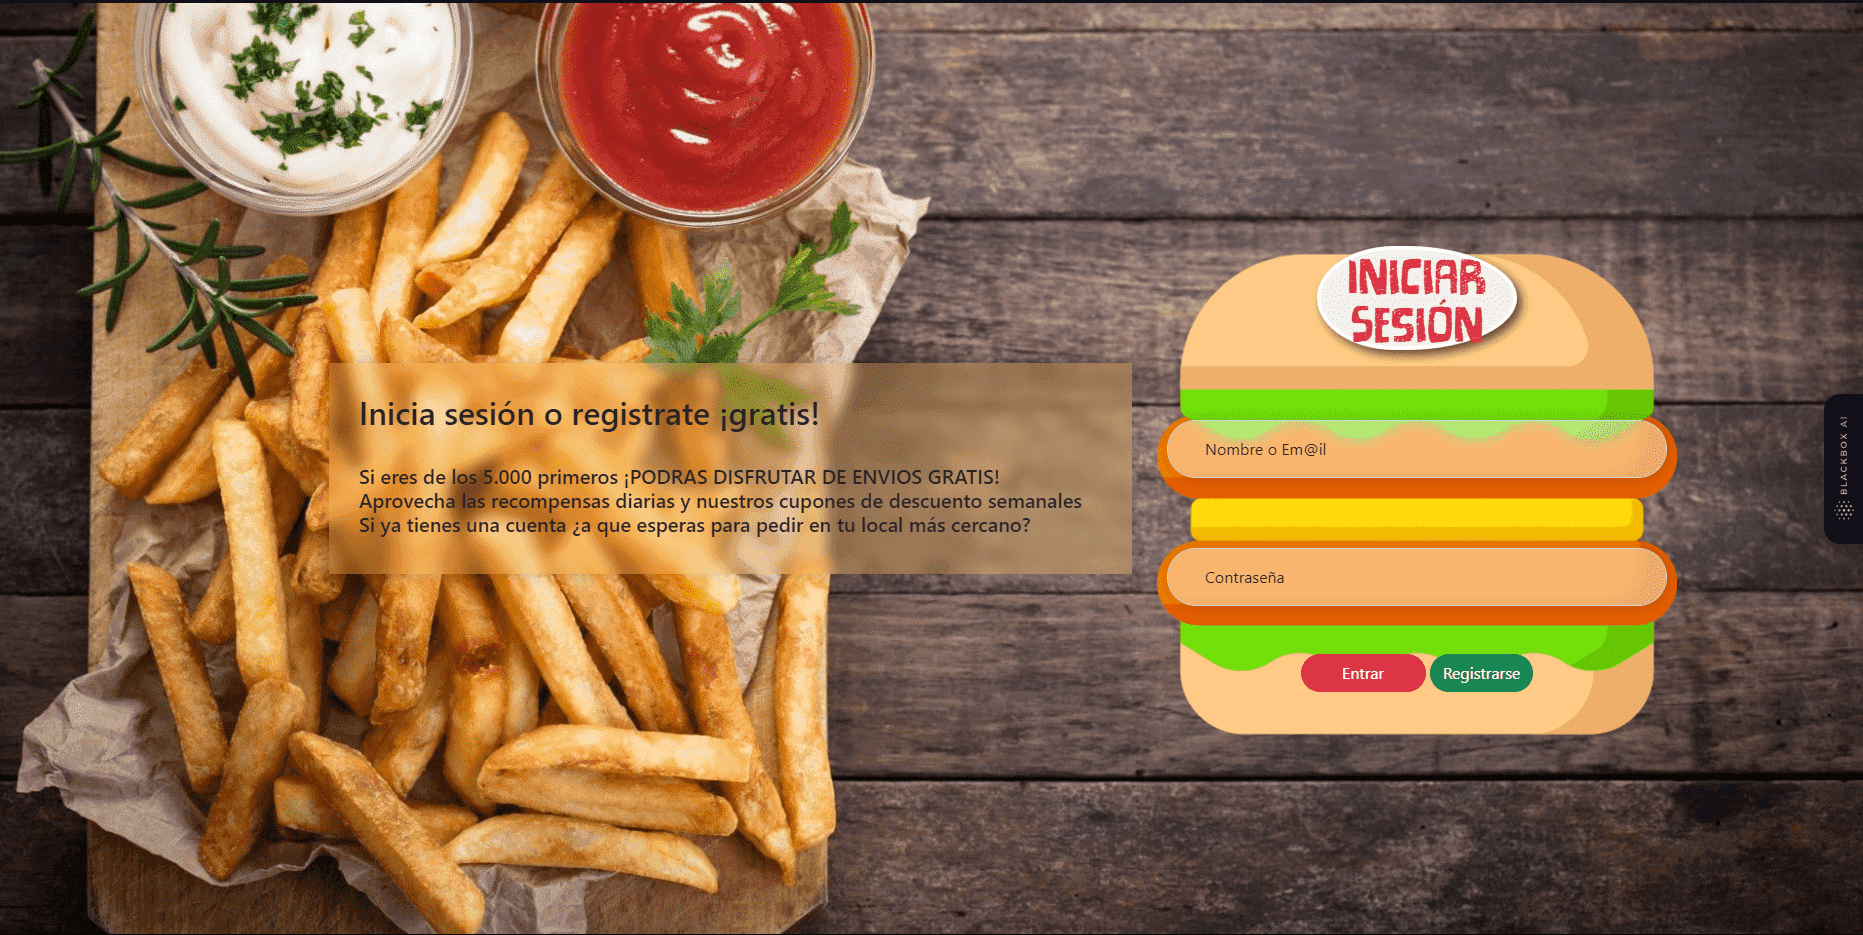 INICIAR
SESIÓN
Inicia sesión o registrate ¡gratis!
Si eres de los 5.000 primeros ¡PODRAS DISFRUTAR DE ENVIOS GRATIS!
Aprovecha las recompensas diarias y nuestros cupones de descuento semanales
Si ya tienes una cuenta ¿a que esperas para pedir en tu local más cercano?
Nombre o Em@il
Contraseña
Entrar
Registrarse
BLACKBOX AI